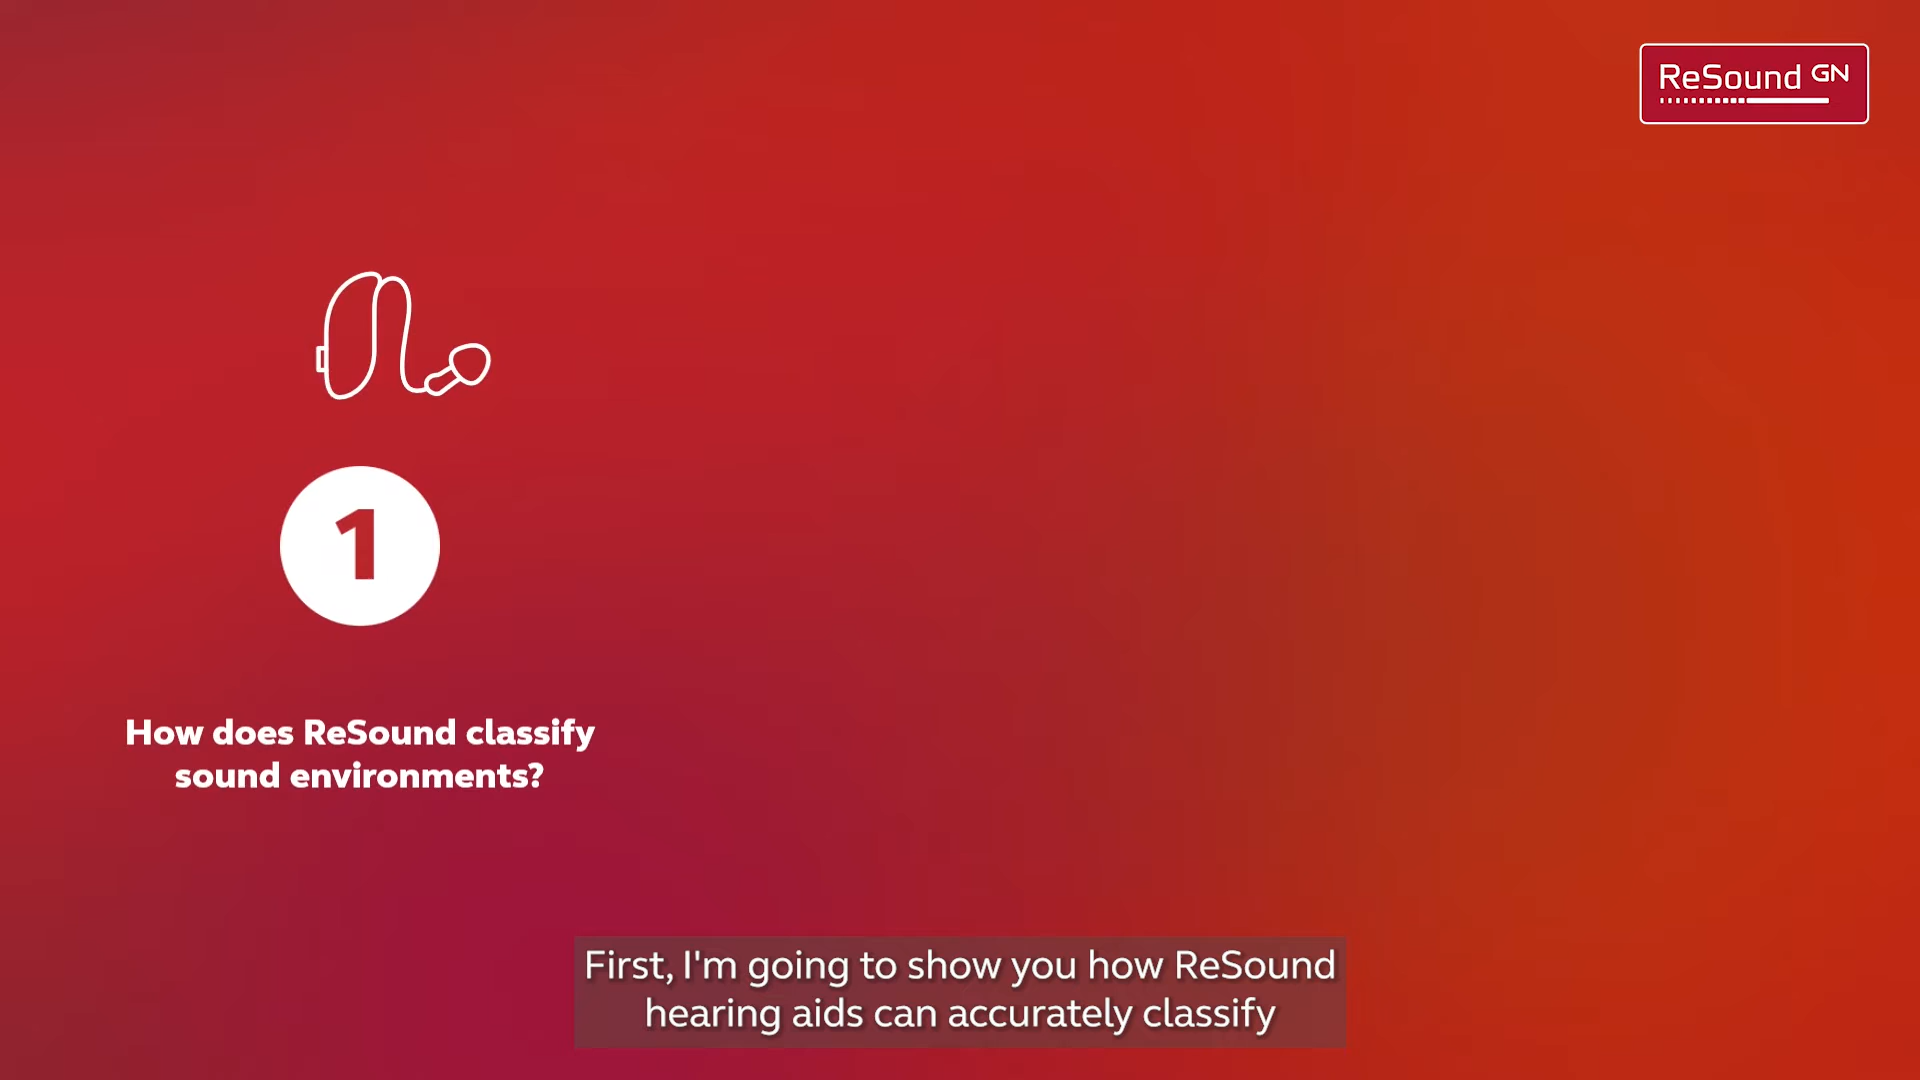 ReSound GN
1
How does ReSound classify
sound environments?
First, I'm going to show you how ReSound
hearing aids can accurately classify